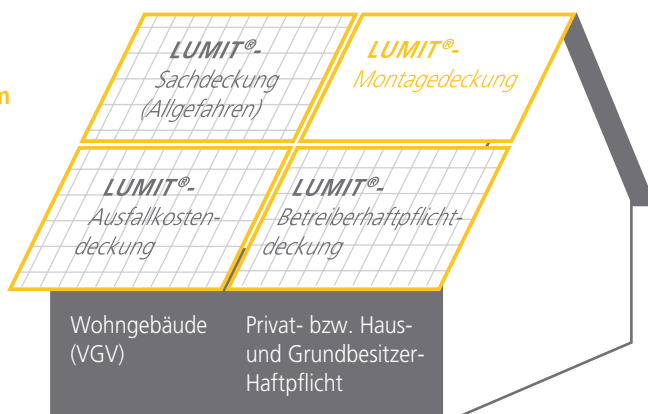 LUMIT®-
Sachdeckung
(Allgefahren)
LUMIT®-
Montagedeckung
LUMIT®-
Ausfallkosten-
deckung
LUMIT®-
Betreiberhaftpflicht-
deckung
Wohngebäude
(VGV)
Privat- bzw. Haus-
und Grundbesitzer-
Haftpflicht